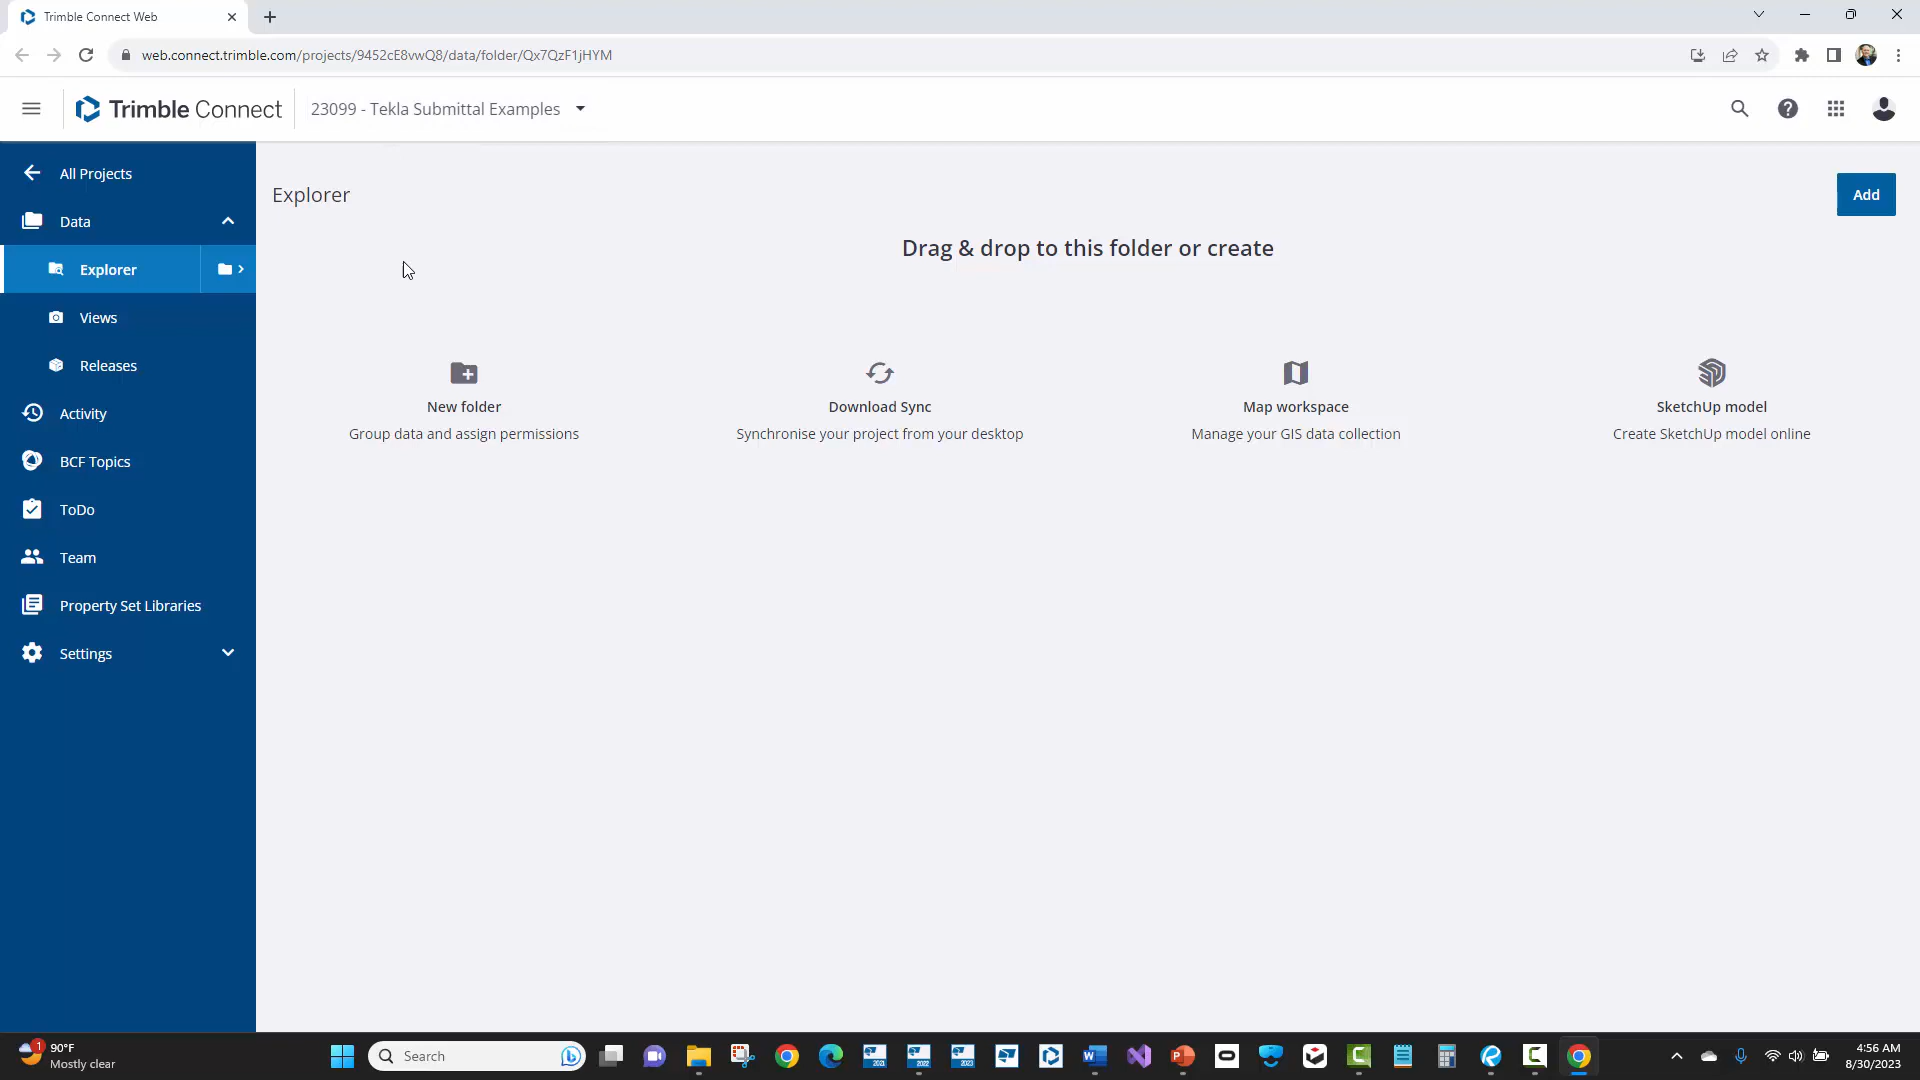 Trimble Connect Web
web.connect.trimble.com/projects/9452cE8vwQ8/data/folder/Qx7QzF1jHYM
Trimble Connect
23099 - Tekla Submittal Examples
All Projects
Data
Explorer
Views
Releases
Activity
BCF Topics
ToDo
Team
Property Set Libraries
Settings
Explorer
Add
Drag & drop to this folder or create
New folder
Group data and assign permissions
Download Sync
Synchronise your project from your desktop
Map workspace
Manage your GIS data collection
SketchUp model
Create SketchUp model online
1
90°F
Mostly clear
Search
2021
2022
2023
4:56 AM
8/30/2023